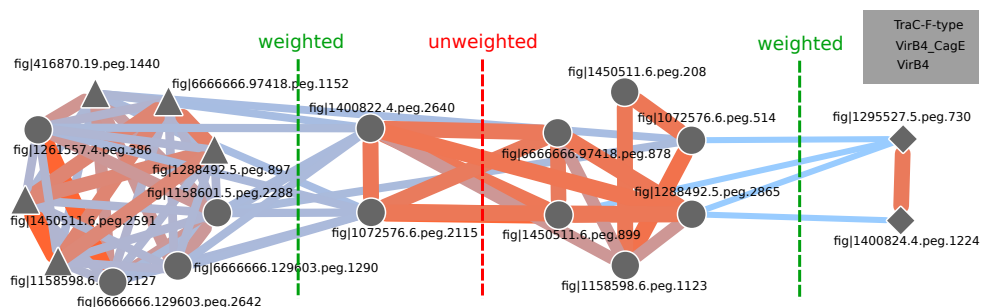 TraC-F-type
VirB4_CagE
VirB4
weighted
unweighted
weighted
fig|416870.19.peg.1440
fig|6666666.97418.peg.1152
fig|1400822.4.peg.2640
fig|1450511.6.peg.208
fig|1072576.6.peg.514
fig|1295527.5.peg.730
fig|1261557.4.peg.386
fig|6666666.97418.peg.878
fig|1288492.5.peg.897
fig|1158601.5.peg.2288
fig|1288492.5.peg.2865
fig|1450511.6.peg.2591
fig|1072576.6.peg.2115
fig|1450511.6.peg.899
fig|1400824.4.peg.1224
fig|6666666.129603.peg.1290
fig|1158598.6 2127
fig|1158598.6.peg.1123
fig|6666666.129603.peg.2642